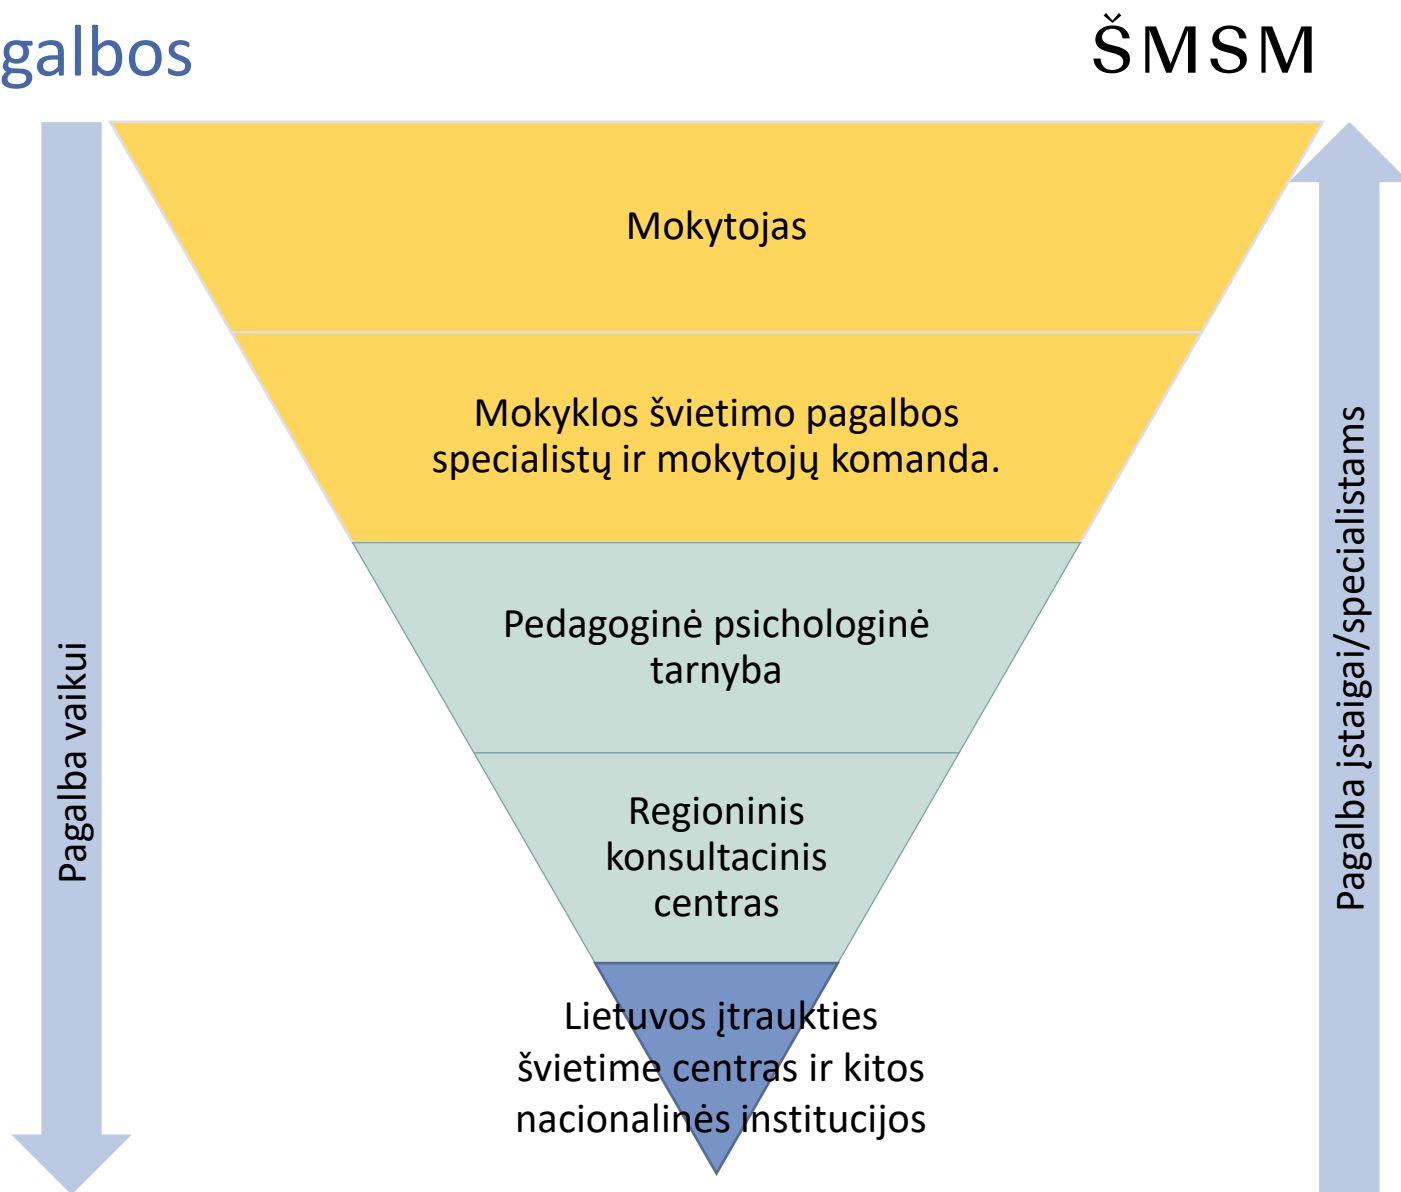 galbos
ŠMSM
Mokytojas
Mokyklos švietimo pagalbos
specialistų ir mokytojų komanda.
Pedagoginė psichologinė
tarnyba
Regioninis
konsultacinis
centras
Lietuvos įtraukties
švietime centras ir kitos
nacionalinės institucijos
Pagalba vaikui
Pagalba įstaigai/specialistams